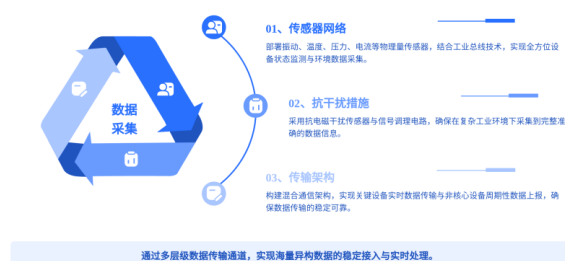 01、传感器网络
部署振动、温度、压力、电流等物理量传感器，结合工业总线技术，实现全方位设
备状态监测与环境数据采集。
数据
采集
02、抗干扰措施
采用抗电磁干扰传感器与信号调理电路，确保在复杂工业环境下采集到完整准
确的数据信息。
03、传输架构
构建混合通信架构，实现关键设备实时数据传输与非核心设备周期性数据上报，确
保数据传输的稳定可靠。
通过多层级数据传输通道，实现海量异构数据的稳定接入与实时处理。